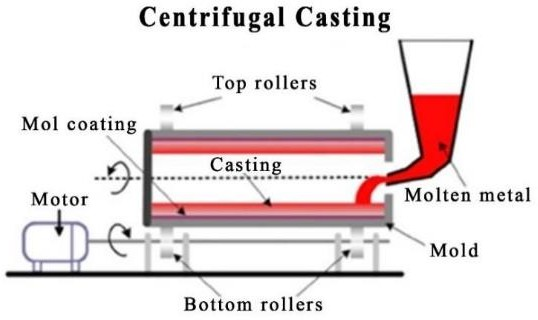 Centrifugal Casting
Top rollers
Mol coating
Casting
Motor
Molten metal
Mold
Bottom rollers